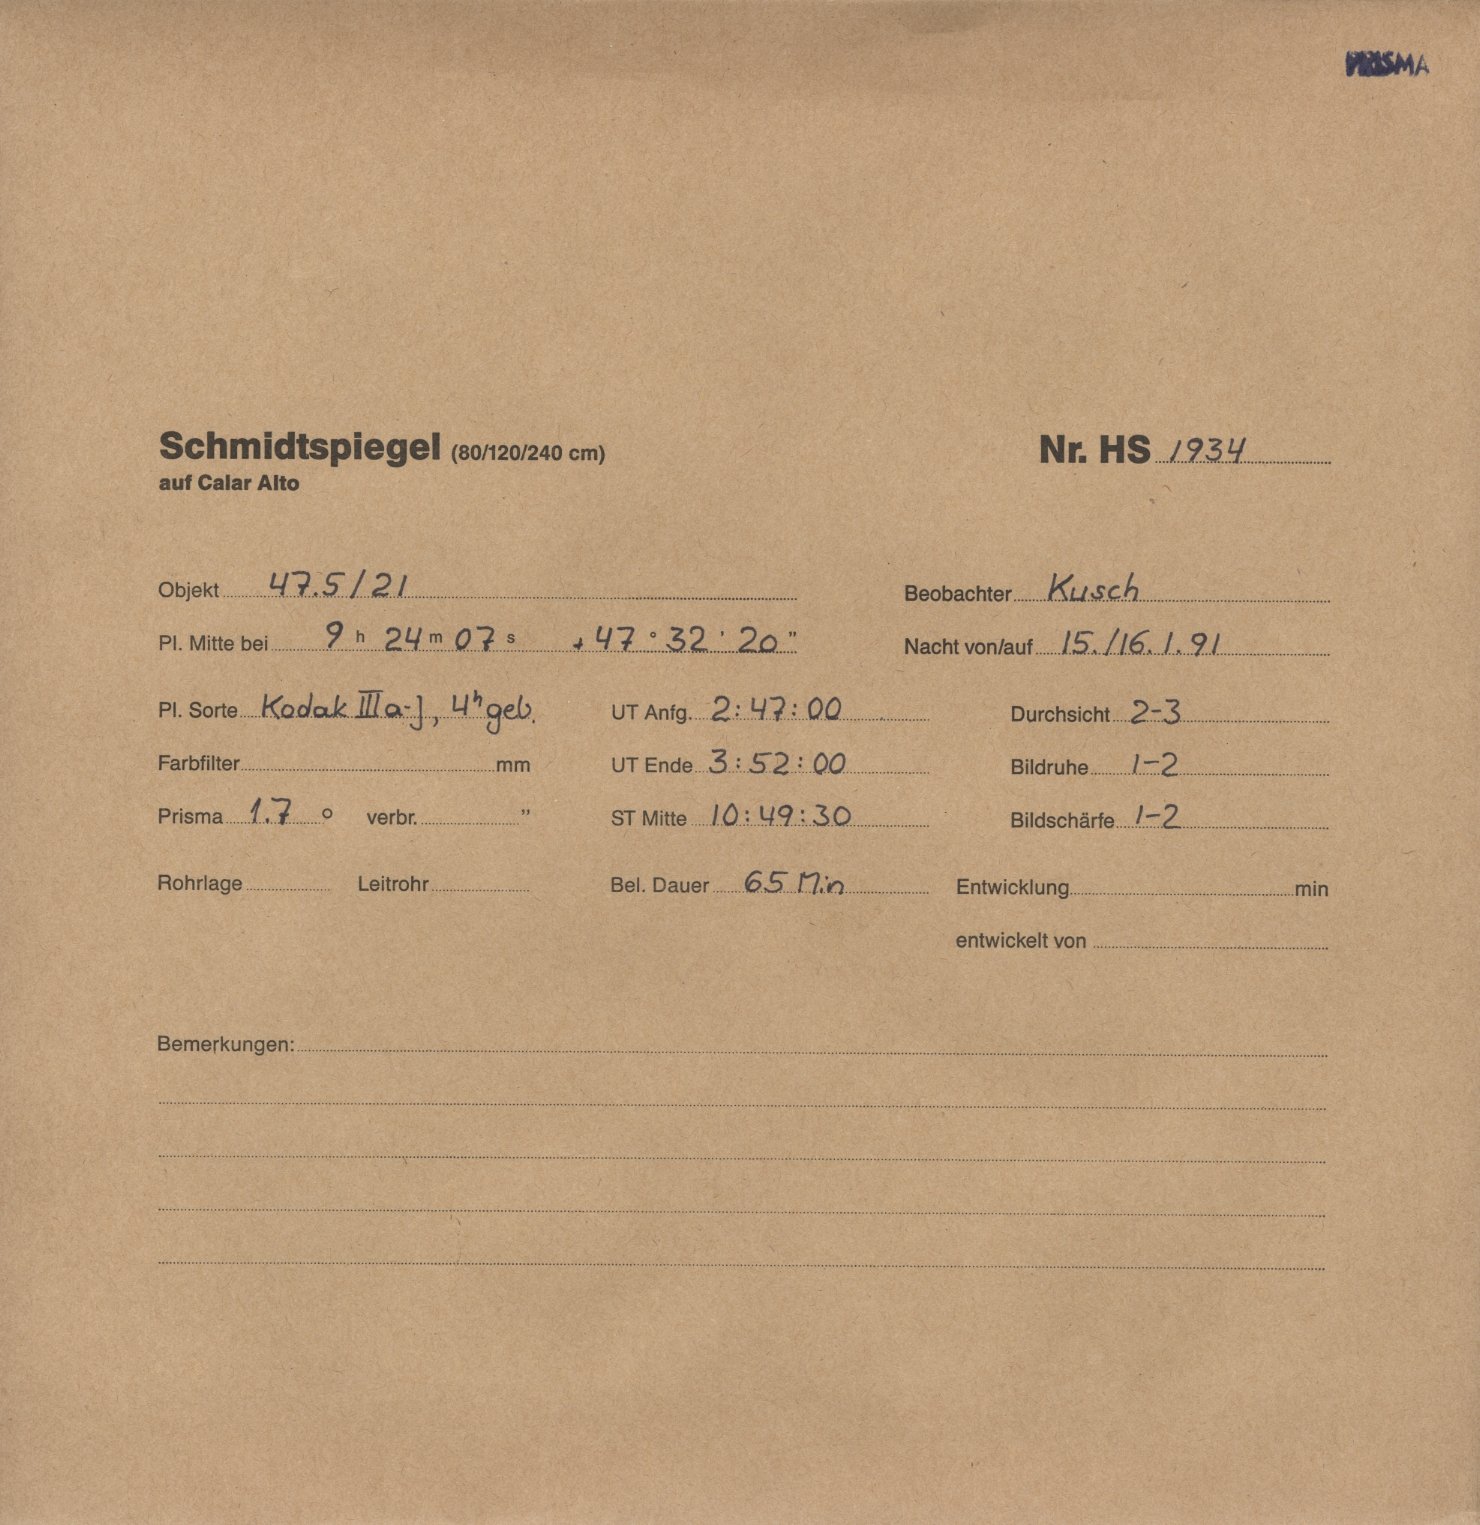 PRISMA
Schmidtspiegel (80/120/240 cm) Nr. HS 1934
auf Calar Alto
Objekt 47.5/21 Beobachter Kusch
Pl. Mitte bei 9 h 24 m 07 s +47 ° 32 ' 20 " Nacht von/auf 15./16.1.91
Pl. Sorte Kodak IIIa-J, 4h geb. UT Anfg. 2:47:00 Durchsicht 2-3
Farbfilter mm UT Ende 3:52:00 Bildruhe 1-2
Prisma 1.7 ° verbr. " ST Mitte 10:49:30 Bildschärfe 1-2
Rohrlage Leitrohr Bel. Dauer 65 Min Entwicklung min
entwickelt von
Bemerkungen: